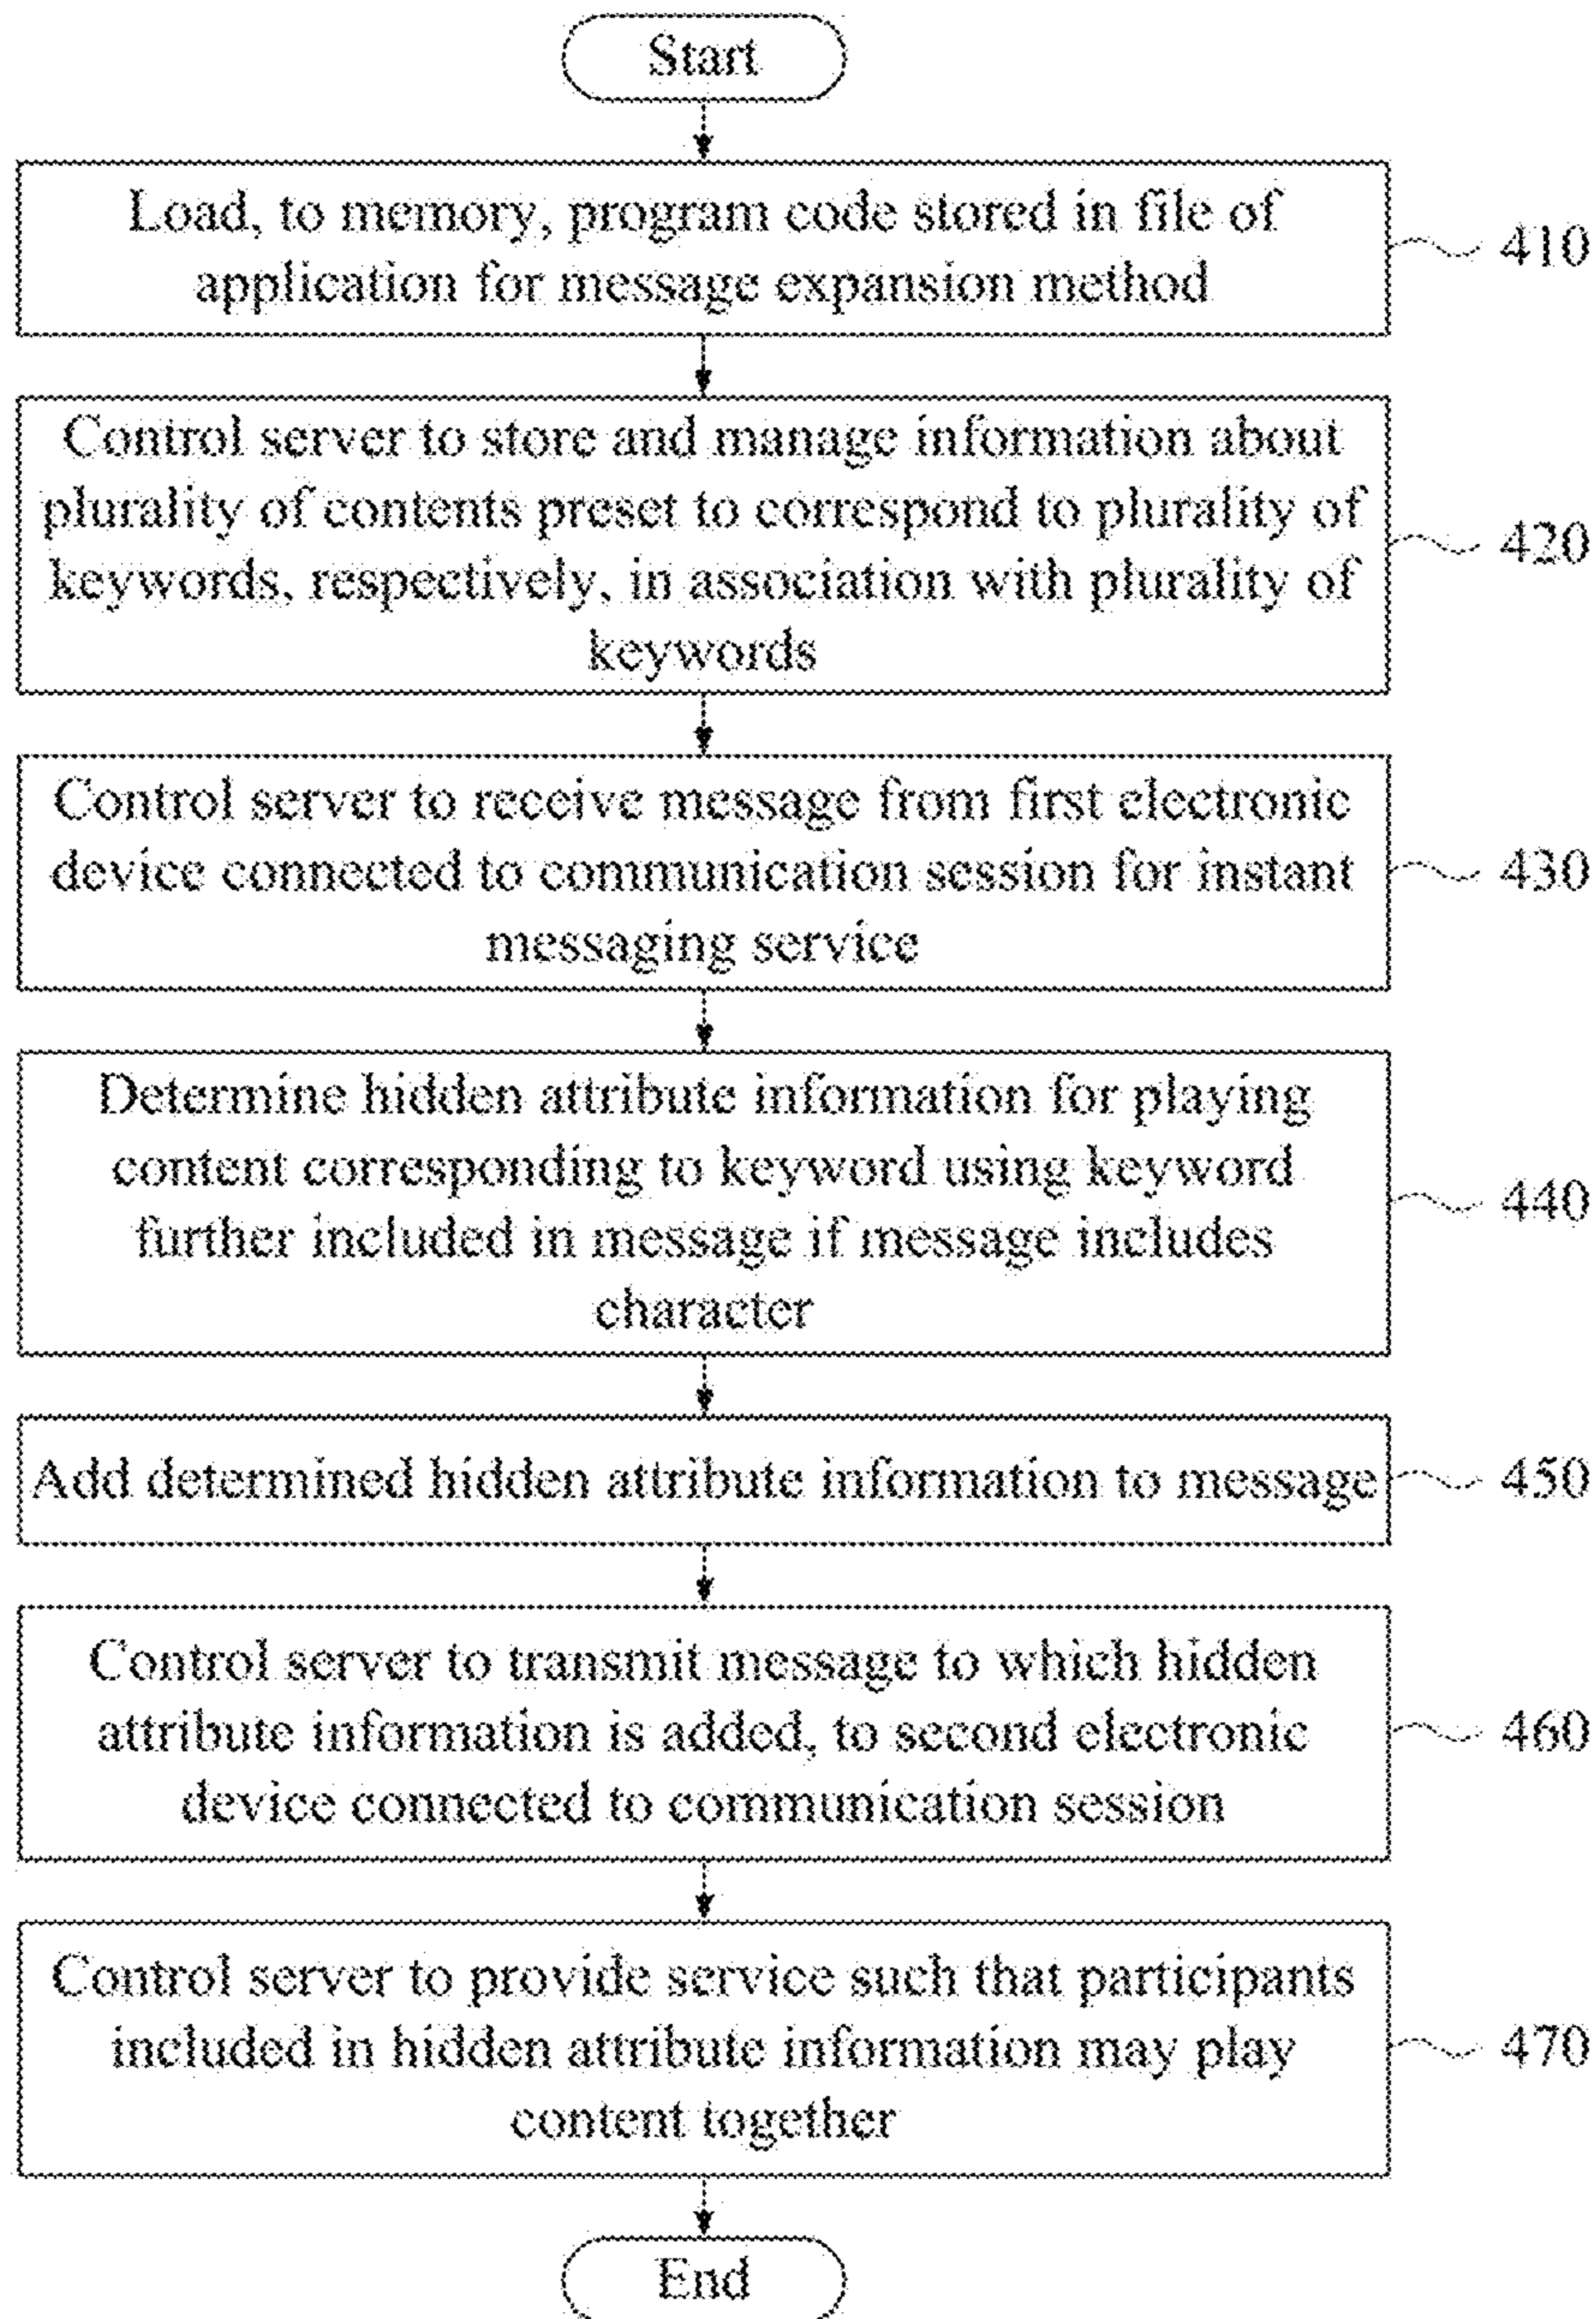 Start
Load, to memory, program code stored in file of
application for message expansion method
410
Control server to store and manage information about
plurality of contents preset to correspond to plurality of
keywords, respectively, in association with plurality of
keywords
420
Control server to receive message from first electronic
device connected to communication session for instant
messaging service
430
Determine hidden attribute information for playing
content corresponding to keyword using keyword
further included in message if message includes
character
440
Add determined hidden attribute information to message
450
Control server to transmit message to which hidden
attribute information is added, to second electronic
device connected to communication session
460
Control server to provide service such that participants
included in hidden attribute information may play
content together
470
End